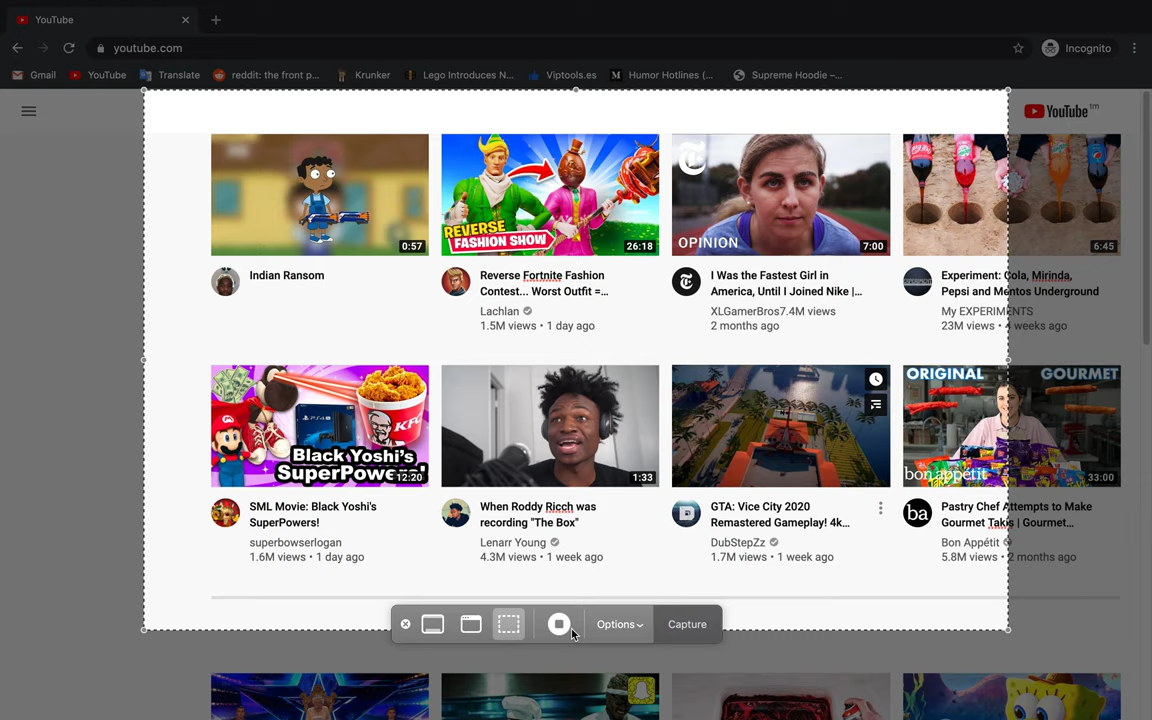 YouTube
youtube.com
Incognito
Gmail
YouTube
Translate
reddit: the front p...
Krunker
Lego Introduces N...
Viptools.es
Humor Hotlines (...
Supreme Hoodie –...
YouTube™
REVERSE
FASHION SHOW
OPINION
0:57
26:18
7:00
6:45
Indian Ransom
Reverse Fortnite Fashion
Contest... Worst Outfit =...
Lachlan
1.5M views • 1 day ago
I Was the Fastest Girl in
America, Until I Joined Nike |...
XLGamerBros7.4M views
2 months ago
Experiment: Cola, Mirinda,
Pepsi and Mentos Underground
My EXPERIMENTS
23M views • 4 weeks ago
PS4
KFC
Black Yoshi's
SuperPowers!
12:20
1:33
ORIGINAL
GOURMET
bon appétit
33:00
SML Movie: Black Yoshi's
SuperPowers!
superbowserlogan
1.6M views • 1 day ago
When Roddy Ricch was
recording "The Box"
Lenarr Young
4.3M views • 1 week ago
GTA: Vice City 2020
Remastered Gameplay! 4k...
DubStepZz
1.7M views • 1 week ago
ba
Pastry Chef Attempts to Make
Gourmet Takis | Gourmet...
Bon Appétit
5.8M views • 2 months ago
Options
Capture